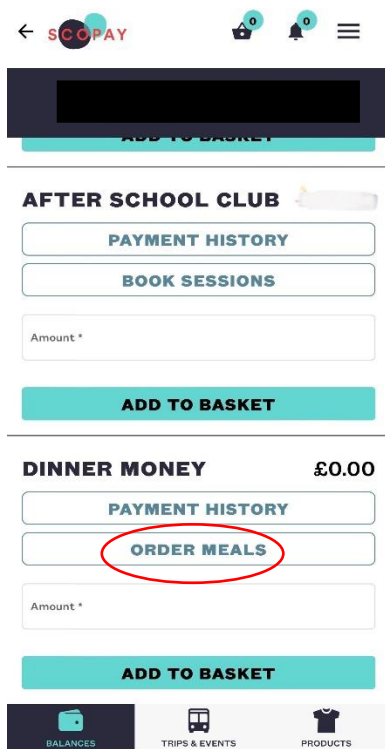 SCOPAY 0 0
ADD TO BASKET
AFTER SCHOOL CLUB
PAYMENT HISTORY
BOOK SESSIONS
Amount *
ADD TO BASKET
DINNER MONEY £0.00
PAYMENT HISTORY
ORDER MEALS
Amount *
ADD TO BASKET
BALANCES TRIPS & EVENTS PRODUCTS